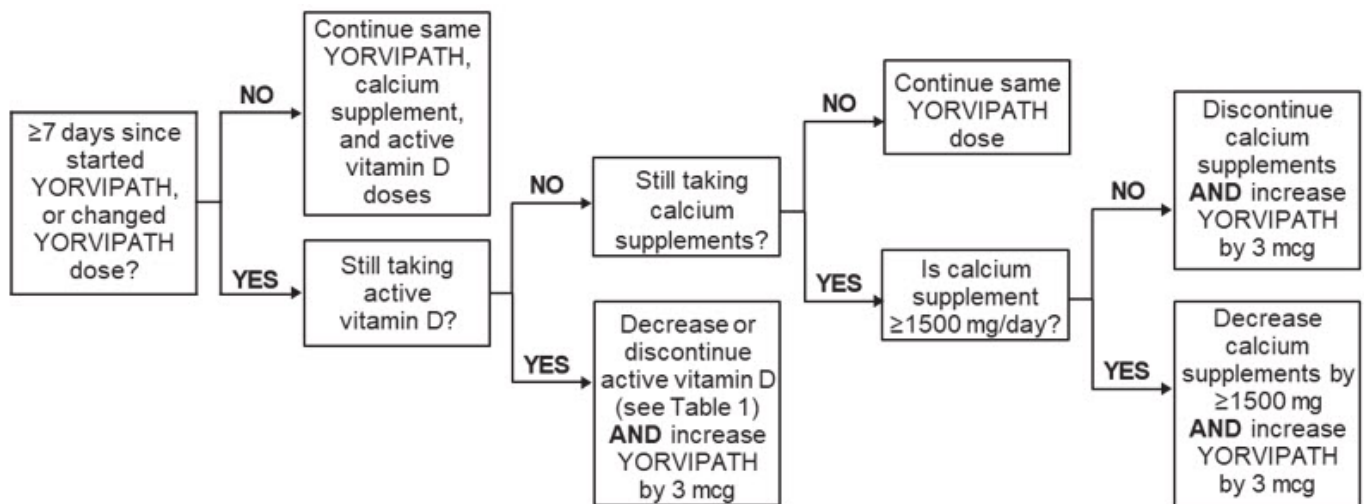 ≥7 days since
started
YORVIPATH,
or changed
YORVIPATH
dose?
NO
Continue same
YORVIPATH,
calcium
supplement,
and active
vitamin D
doses
YES
Still taking
active
vitamin D?
NO
Still taking
calcium
supplements?
YES
Decrease or
discontinue
active vitamin D
(see Table 1)
AND increase
YORVIPATH
by 3 mcg
NO
Continue same
YORVIPATH
dose
YES
Is calcium
supplement
≥1500 mg/day?
NO
Discontinue
calcium
supplements
AND increase
YORVIPATH
by 3 mcg
YES
Decrease
calcium
supplements by
≥1500 mg
AND increase
YORVIPATH
by 3 mcg